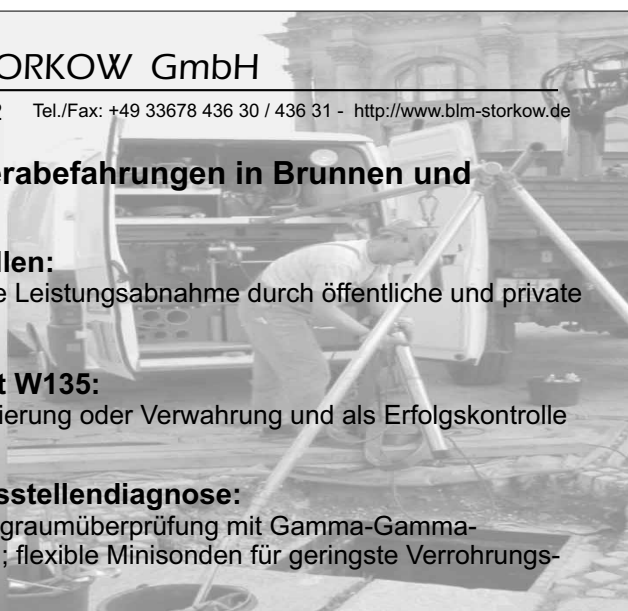 ORKOW GmbH
2 Tel./Fax: +49 33678 436 30 / 436 31 - http://www.blm-storkow.de
erabefahrungen in Brunnen und
llen:
e Leistungsabnahme durch öffentliche und private
t W135:
ierung oder Verwahrung und als Erfolgskontrolle
sstellendiagnose:
graumüberprüfung mit Gamma-Gamma-
; flexible Minisonden für geringste Verrohrungs-